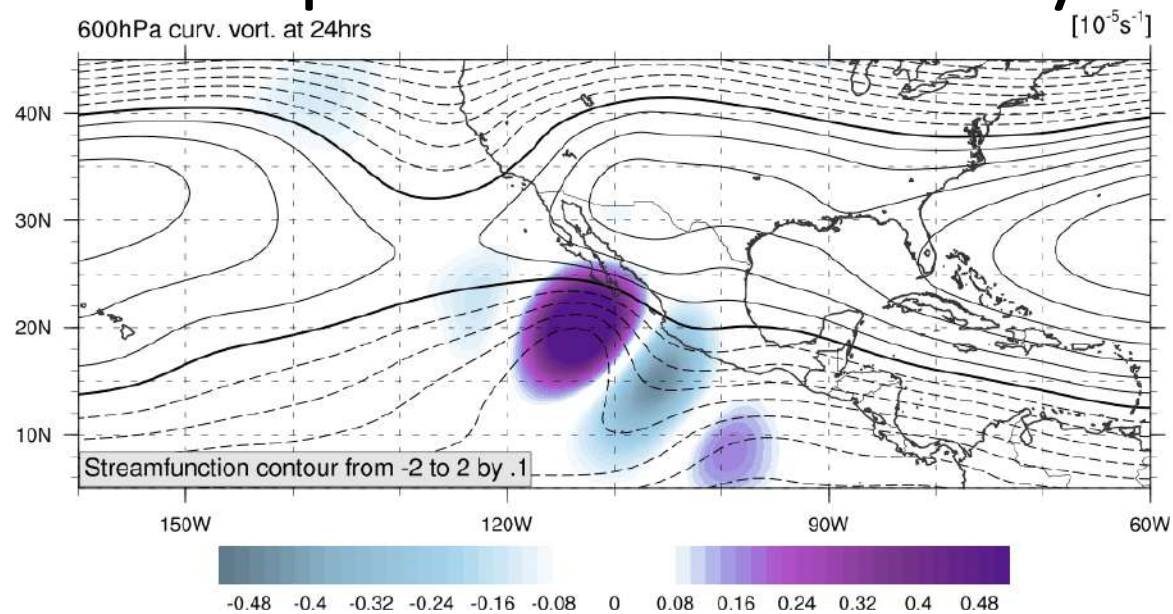 600hPa curv. vort. at 24hrs [10⁻⁵s⁻¹]
40N
30N
20N
10N
Streamfunction contour from -2 to 2 by .1
150W 120W 90W 60W
-0.48 -0.4 -0.32 -0.24 -0.16 -0.08 0 0.08 0.16 0.24 0.32 0.4 0.48